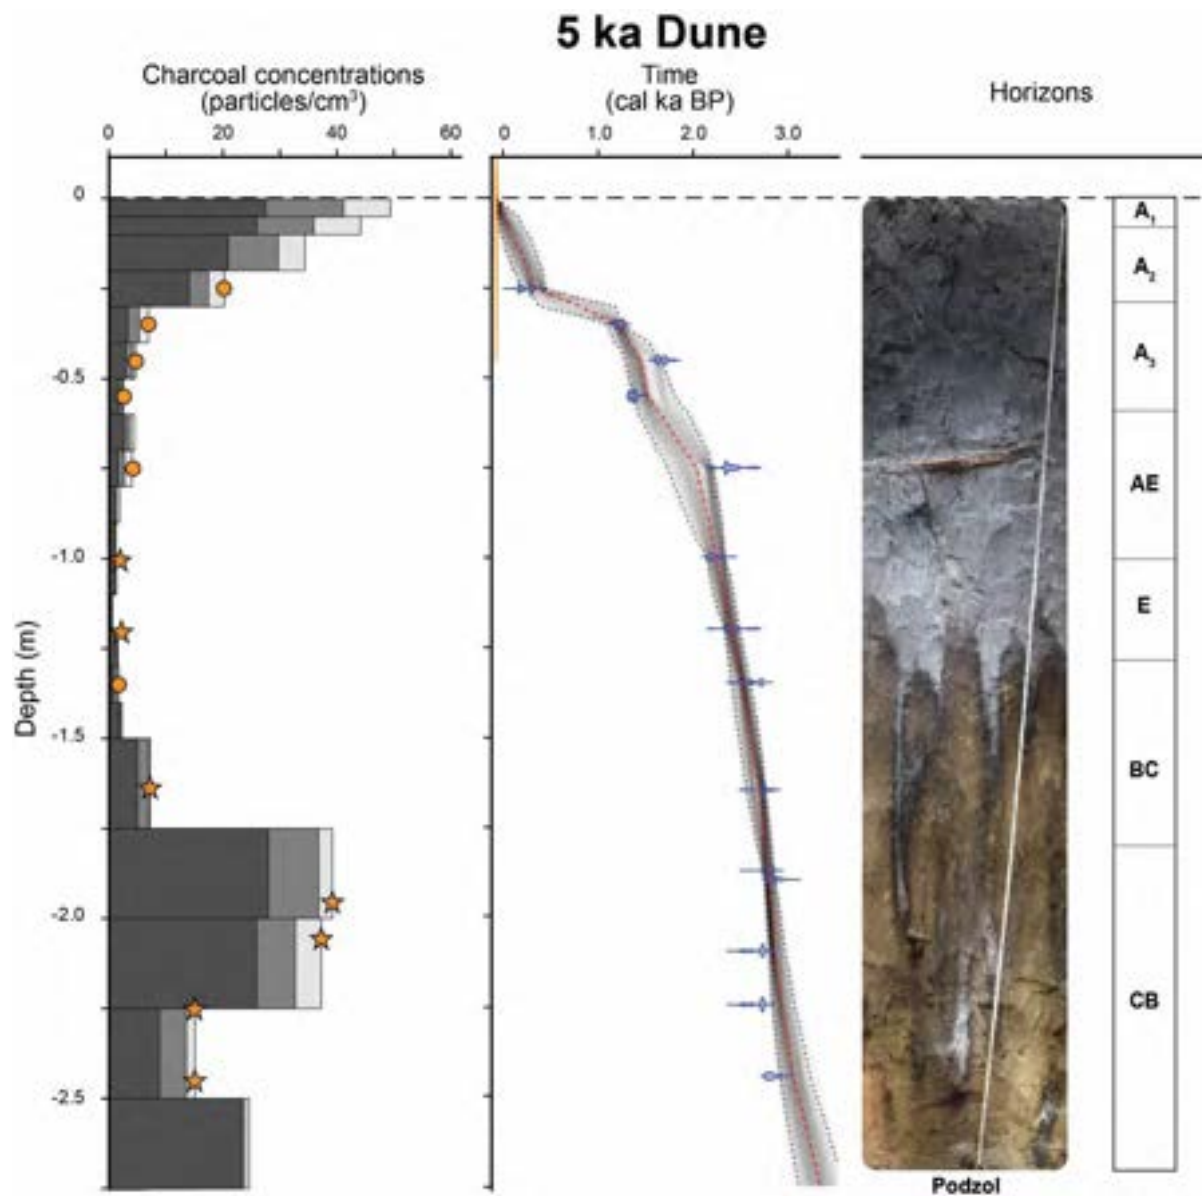 5 ka Dune
Charcoal concentrations
(particles/cm³)
0 20 40 60
Time
(cal ka BP)
0 1.0 2.0 3.0
Horizons
Depth (m)
0
-0.5
-1.0
-1.5
-2.0
-2.5
A₁
A₂
A₃
AE
E
BC
CB
Podzol